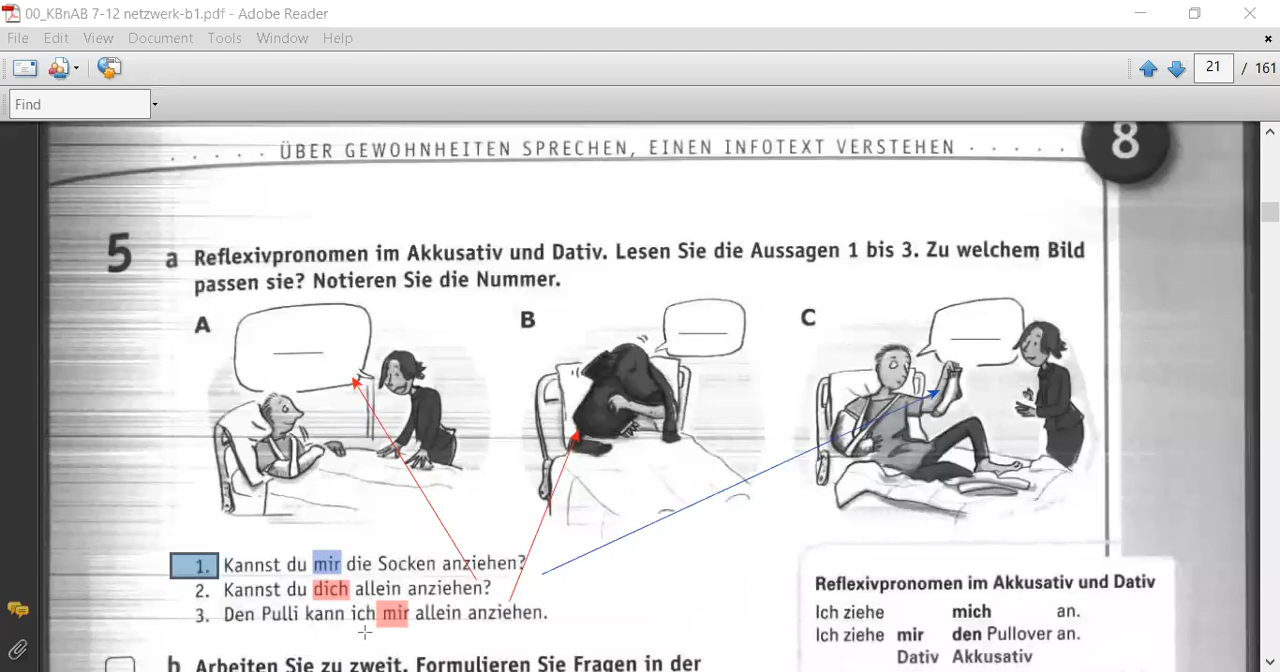 00_KBnAB 7-12 netzwerk-b1.pdf - Adobe Reader
File Edit View Document Tools Window Help
21 / 161
Find
ÜBER GEWOHNHEITEN SPRECHEN, EINEN INFOTEXT VERSTEHEN
8
5 a Reflexivpronomen im Akkusativ und Dativ. Lesen Sie die Aussagen 1 bis 3. Zu welchem Bild
passen sie? Notieren Sie die Nummer.
A
B
C
1. Kannst du mir die Socken anziehen?
2. Kannst du dich allein anziehen?
3. Den Pulli kann ich mir allein anziehen.
Reflexivpronomen im Akkusativ und Dativ
Ich ziehe mich an.
Ich ziehe mir den Pullover an.
Dativ Akkusativ
b Arbeiten Sie zu zweit. Formulieren Sie Fragen in der